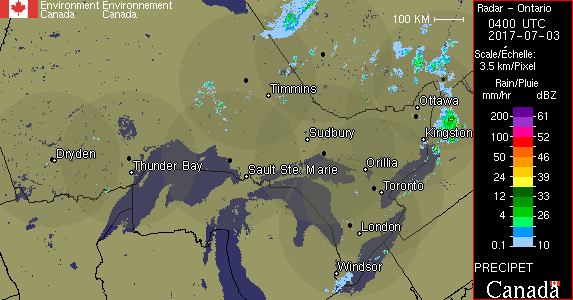 Environment Environnement
Canada Canada
100 KM
Timmins
Ottawa
Sudbury
Kingston
Dryden
Thunder Bay
Sault Ste. Marie
Orillia
Toronto
London
Windsor
Radar - Ontario
0400 UTC
2017-07-03
Scale/Échelle:
3.5 km/Pixel
Rain/Pluie
mm/hr dBZ
200 61
100 52
50 46
24 39
12 33
4 26
0.1 10
PRECIPET
Canada